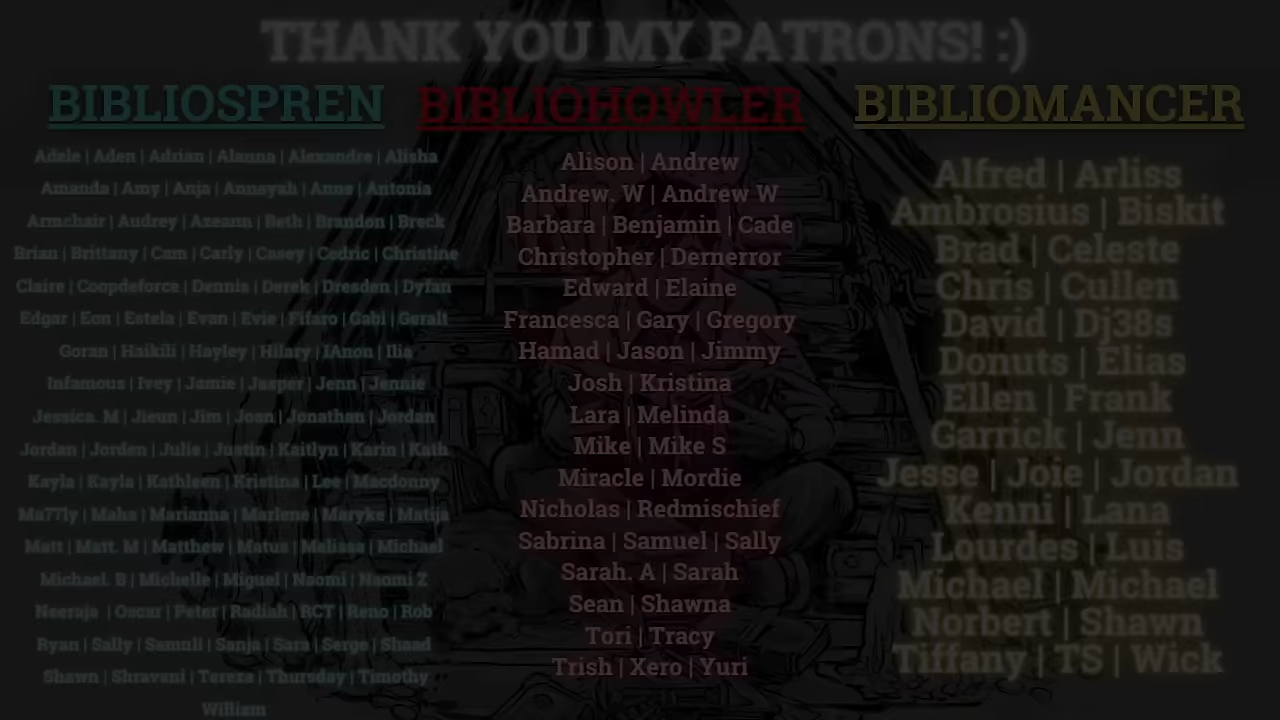 THANK YOU MY PATRONS! :)
BIBLIOSPREN
Adele | Aden | Adrian | Alanna | Alexandre | Alisha
Amanda | Amy | Anja | Annayah | Anne | Antonia
Armchair | Audrey | Azeann | Beth | Brandon | Breck
Brian | Brittany | Cam | Carly | Casey | Cedric | Christine
Claire | Coopdeforce | Dennis | Derek | Dresden | Dyfan
Edgar | Eon | Estela | Evan | Evie | Fifaro | Gabi | Geralt
Goran | Haikili | Hayley | Hilary | IAnon | Ilia
Infamous | Ivey | Jamie | Jasper | Jenn | Jennie
Jessica. M | Jieun | Jim | Joan | Jonathan | Jordan
Jordan | Jorden | Julie | Justin | Kaitlyn | Karin | Kath
Kayla | Kayla | Kathleen | Kristina | Lee | Macdonny
Ma77ly | Maha | Marianna | Marlene | Maryke | Matija
Matt | Matt. M | Matthew | Matus | Melissa | Michael
Michael. B | Michelle | Miguel | Naomi | Naomi Z
Neeraja | Oscar | Peter | Radiah | RCT | Reno | Rob
Ryan | Sally | Samuli | Sanja | Sara | Serge | Shaad
Shawn | Shravani | Tereza | Thursday | Timothy
William
BIBLIOHOWLER
Alison | Andrew
Andrew. W | Andrew W
Barbara | Benjamin | Cade
Christopher | Dernerror
Edward | Elaine
Francesca | Gary | Gregory
Hamad | Jason | Jimmy
Josh | Kristina
Lara | Melinda
Mike | Mike S
Miracle | Mordie
Nicholas | Redmischief
Sabrina | Samuel | Sally
Sarah. A | Sarah
Sean | Shawna
Tori | Tracy
Trish | Xero | Yuri
BIBLIOMANCER
Alfred | Arliss
Ambrosius | Biskit
Brad | Celeste
Chris | Cullen
David | Dj38s
Donuts | Elias
Ellen | Frank
Garrick | Jenn
Jesse | Joie | Jordan
Kenni | Lana
Lourdes | Luis
Michael | Michael
Norbert | Shawn
Tiffany | TS | Wick